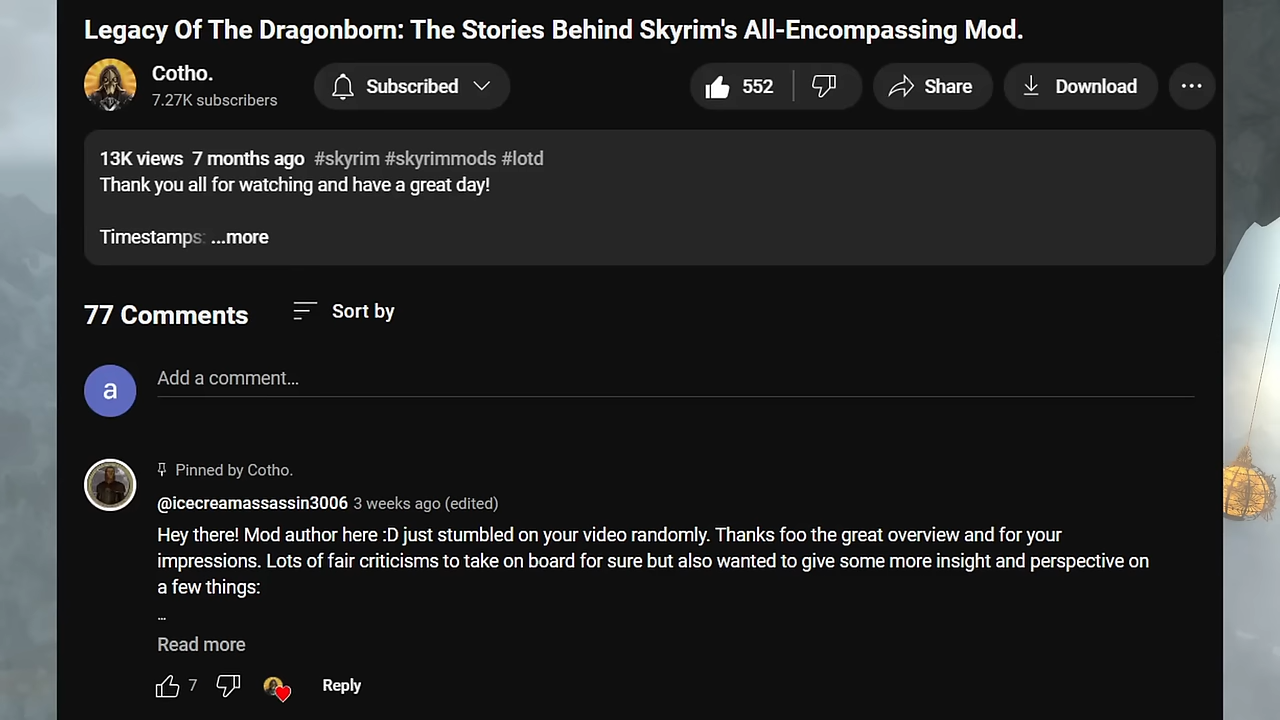 Legacy Of The Dragonborn: The Stories Behind Skyrim's All-Encompassing Mod.
Cotho.
7.27K subscribers
Subscribed
552
Share
Download
13K views 7 months ago #skyrim #skyrimmods #lotd
Thank you all for watching and have a great day!
Timestamps: ...more
77 Comments
Sort by
a
Add a comment...
Pinned by Cotho.
@icecreamassassin3006 3 weeks ago (edited)
Hey there! Mod author here :D just stumbled on your video randomly. Thanks foo the great overview and for your
impressions. Lots of fair criticisms to take on board for sure but also wanted to give some more insight and perspective on
a few things:
...
Read more
7
Reply